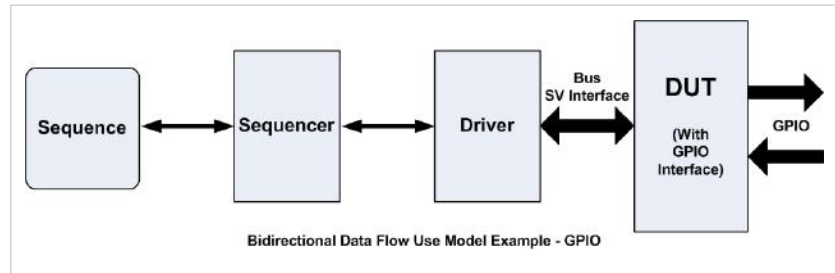 Sequence
Sequencer
Driver
Bus
SV Interface
DUT
(With
GPIO
Interface)
GPIO
Bidirectional Data Flow Use Model Example - GPIO